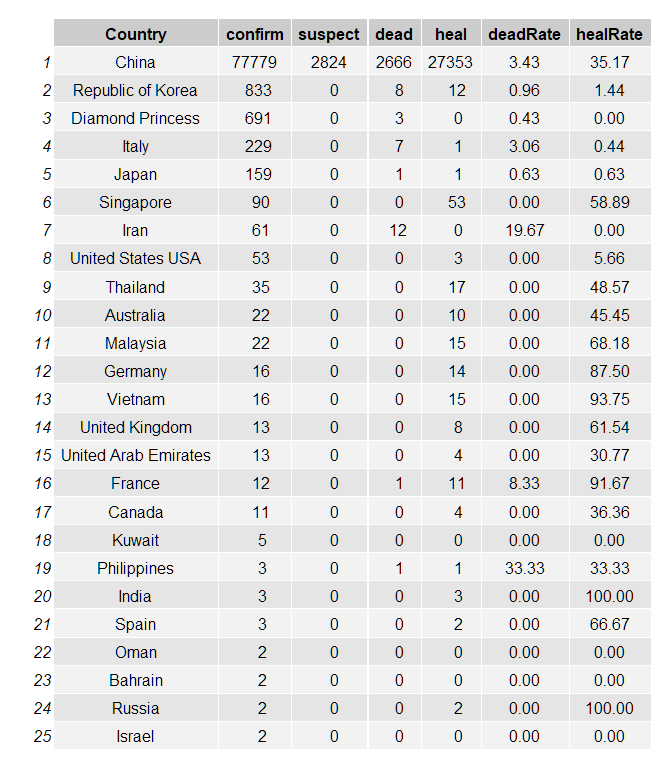 Country confirm suspect dead heal deadRate healRate
1 China 77779 2824 2666 27353 3.43 35.17
2 Republic of Korea 833 0 8 12 0.96 1.44
3 Diamond Princess 691 0 3 0 0.43 0.00
4 Italy 229 0 7 1 3.06 0.44
5 Japan 159 0 1 1 0.63 0.63
6 Singapore 90 0 0 53 0.00 58.89
7 Iran 61 0 12 0 19.67 0.00
8 United States USA 53 0 0 3 0.00 5.66
9 Thailand 35 0 0 17 0.00 48.57
10 Australia 22 0 0 10 0.00 45.45
11 Malaysia 22 0 0 15 0.00 68.18
12 Germany 16 0 0 14 0.00 87.50
13 Vietnam 16 0 0 15 0.00 93.75
14 United Kingdom 13 0 0 8 0.00 61.54
15 United Arab Emirates 13 0 0 4 0.00 30.77
16 France 12 0 1 11 8.33 91.67
17 Canada 11 0 0 4 0.00 36.36
18 Kuwait 5 0 0 0 0.00 0.00
19 Philippines 3 0 1 1 33.33 33.33
20 India 3 0 0 3 0.00 100.00
21 Spain 3 0 0 2 0.00 66.67
22 Oman 2 0 0 0 0.00 0.00
23 Bahrain 2 0 0 0 0.00 0.00
24 Russia 2 0 0 2 0.00 100.00
25 Israel 2 0 0 0 0.00 0.00